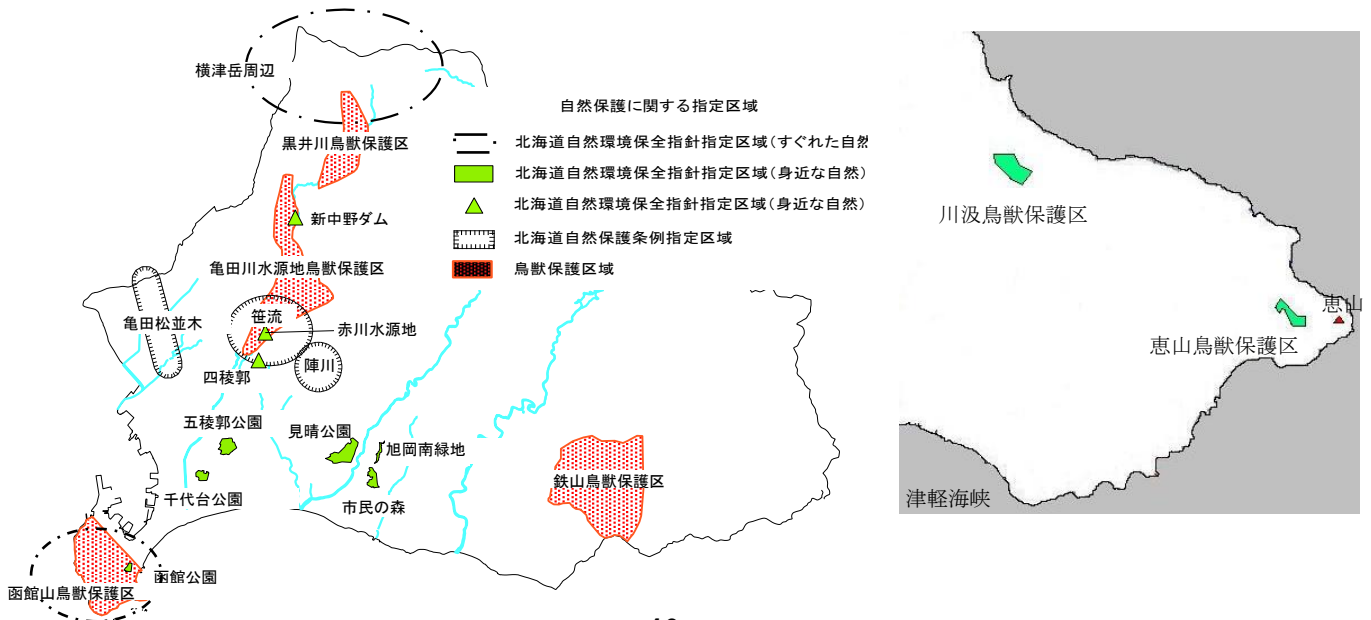 横津岳周辺
自然保護に関する指定区域
黒井川鳥獣保護区
北海道自然環境保全指針指定区域(すぐれた自然
北海道自然環境保全指針指定区域(身近な自然)
北海道自然環境保全指針指定区域(身近な自然)
新中野ダム
北海道自然保護条例指定区域
亀田川水源地鳥獣保護区
鳥獣保護区域
笹流
亀田松並木
赤川水源地
陣川
四稜郭
五稜郭公園
見晴公園
旭岡南緑地
千代台公園
市民の森
鉄山鳥獣保護区
函館公園
函館山鳥獣保護区
川汲鳥獣保護区
恵山
恵山鳥獣保護区
津軽海峡